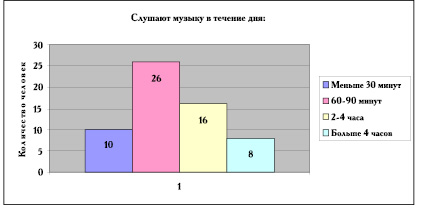 Слушают музыку в течение дня:
Количество человек
30
25
20
15
10
5
0
10
26
16
8
1
Меньше 30 минут
60-90 минут
2-4 часа
Больше 4 часов